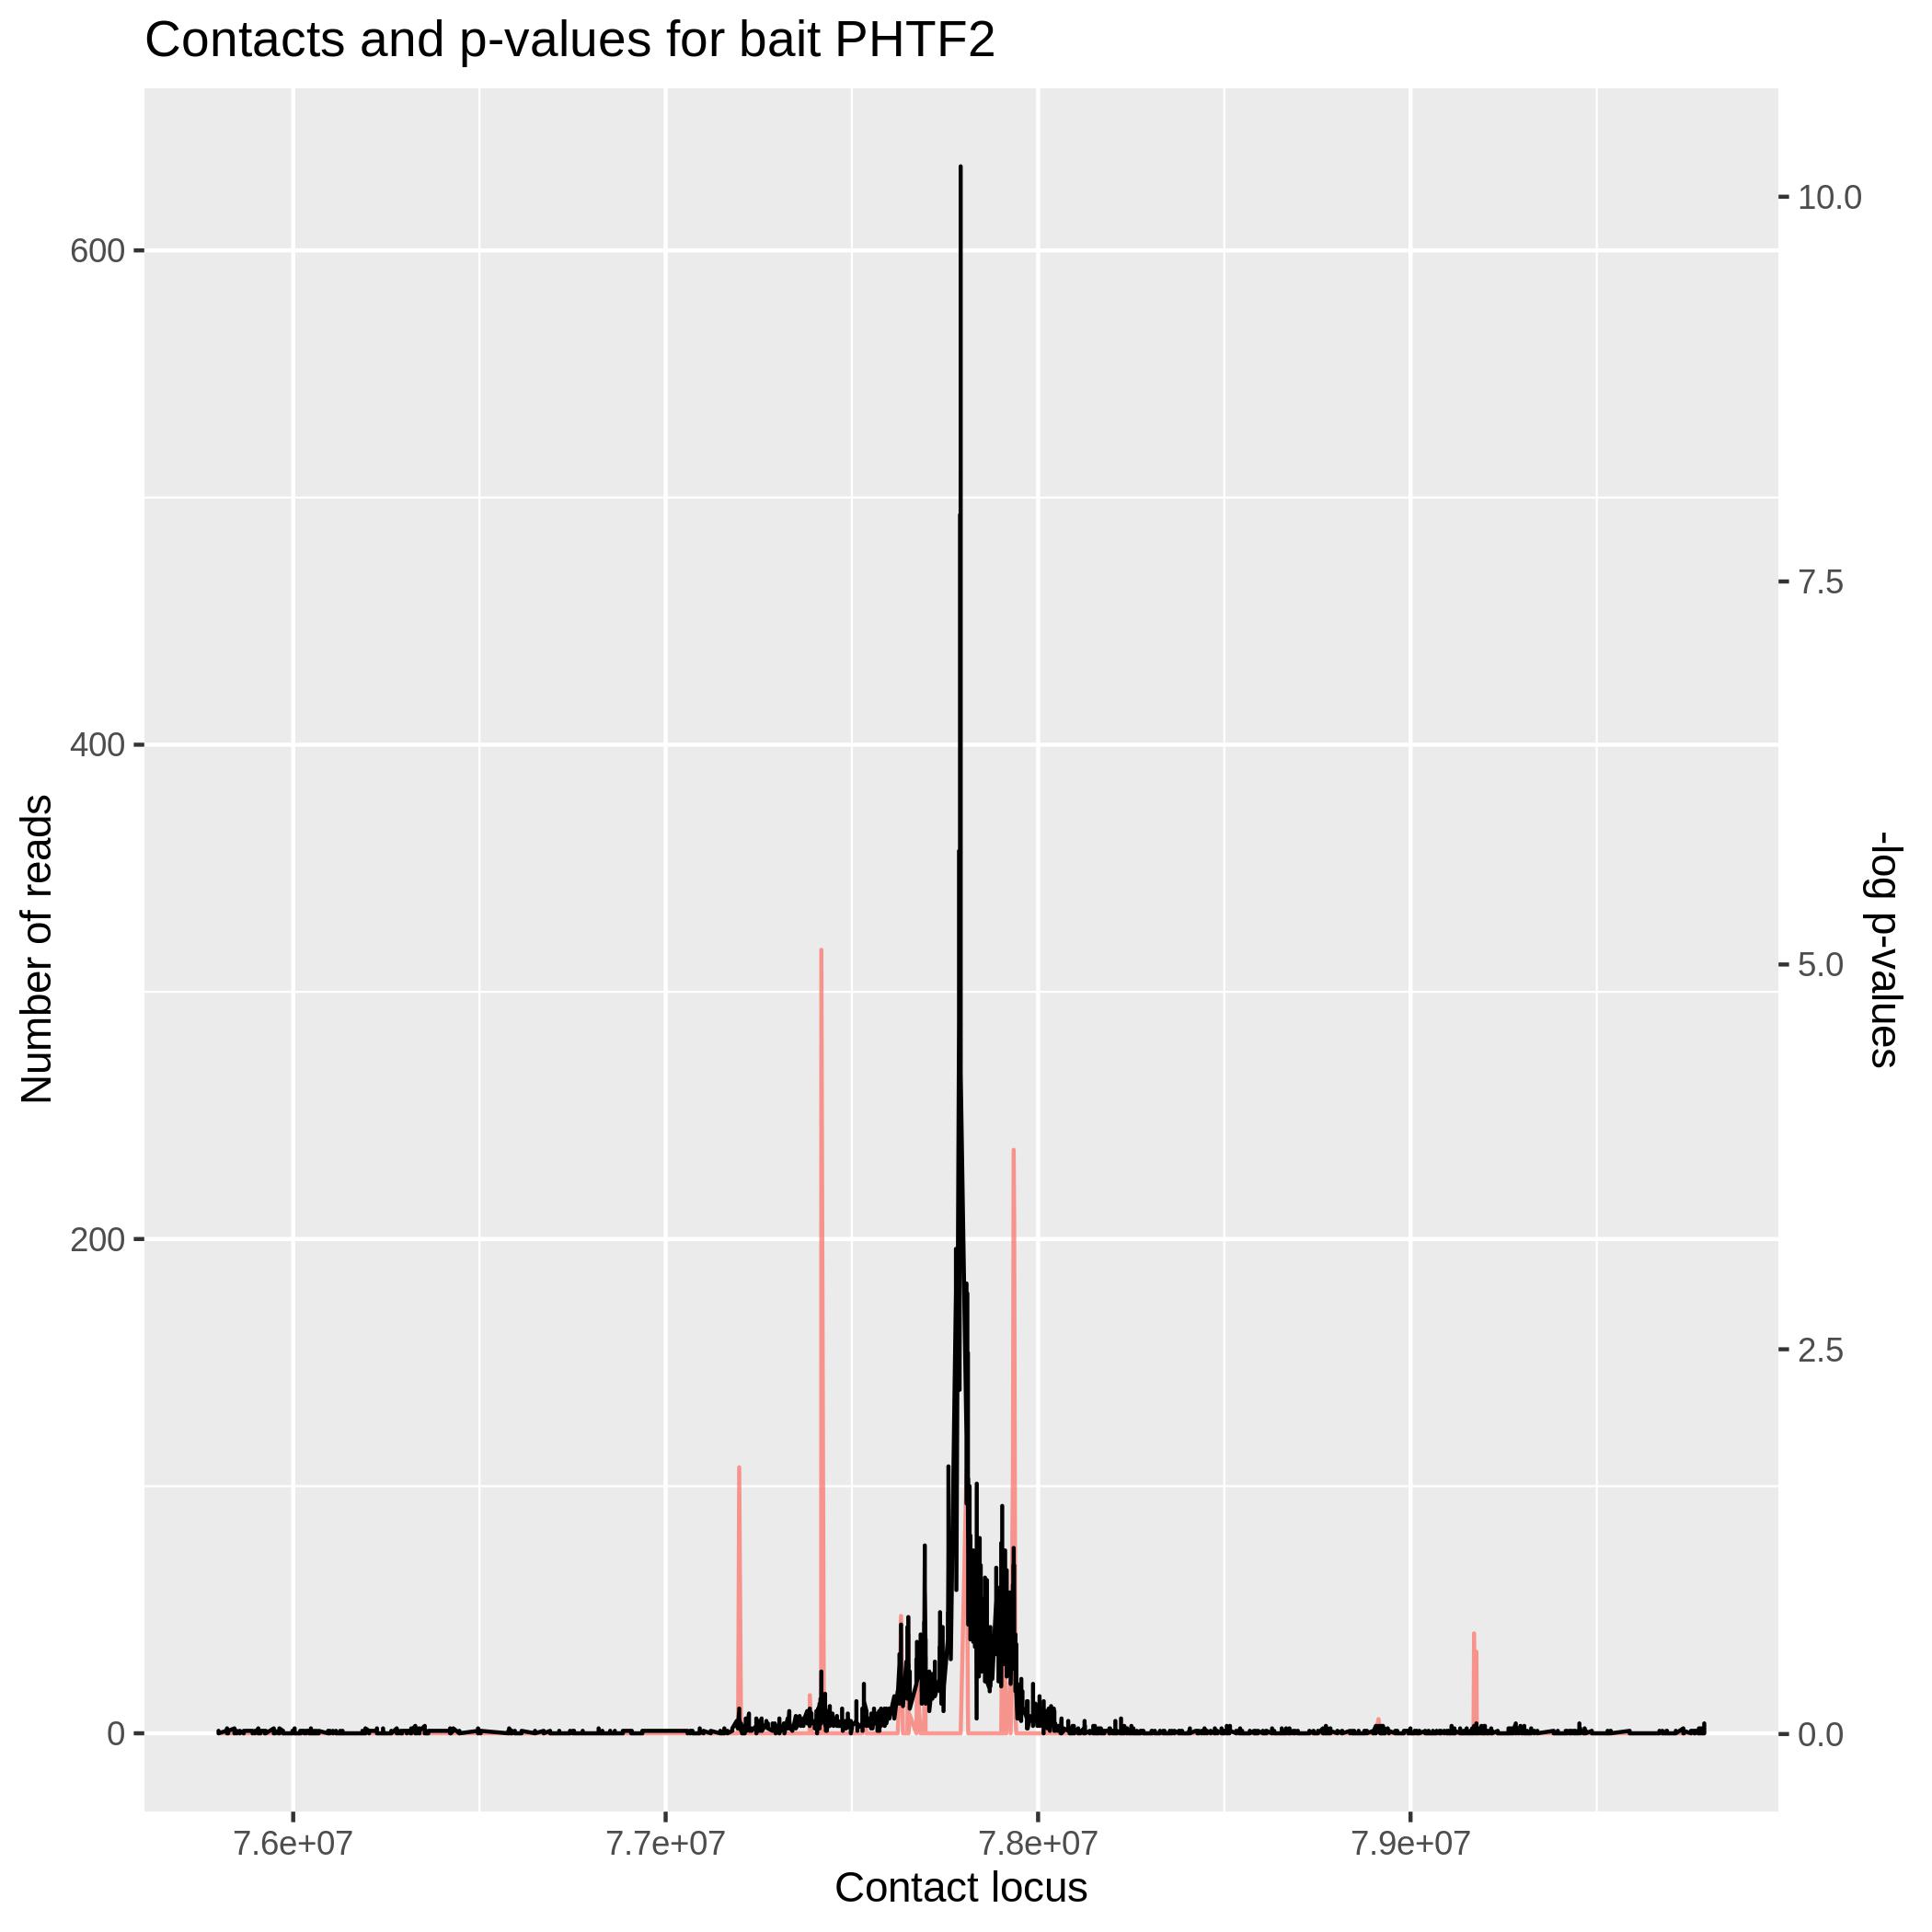 Contacts and p-values for bait PHTF2
600
400
200
0
Number of reads
10.0
7.5
5.0
2.5
0.0
-log p-values
7.6e+07
7.7e+07
7.8e+07
7.9e+07
Contact locus